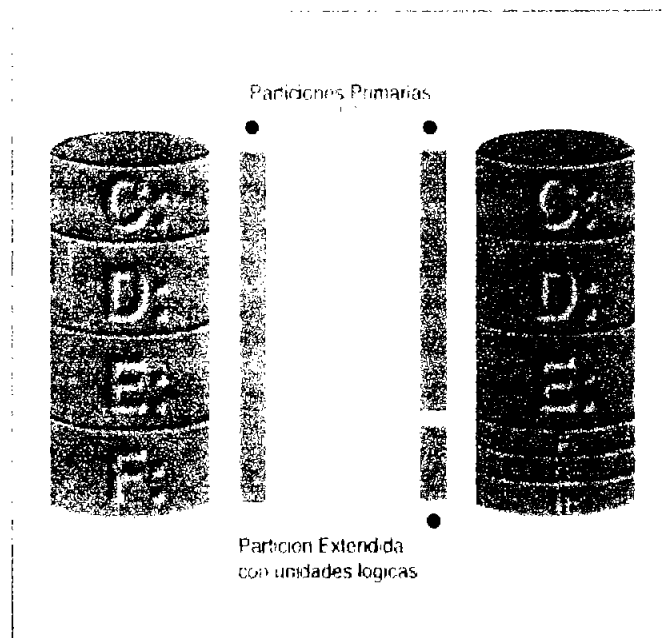 Particiones Primarias
C:
D:
E:
F:
C:
D:
E:
Particion Extendida
con unidades logicas